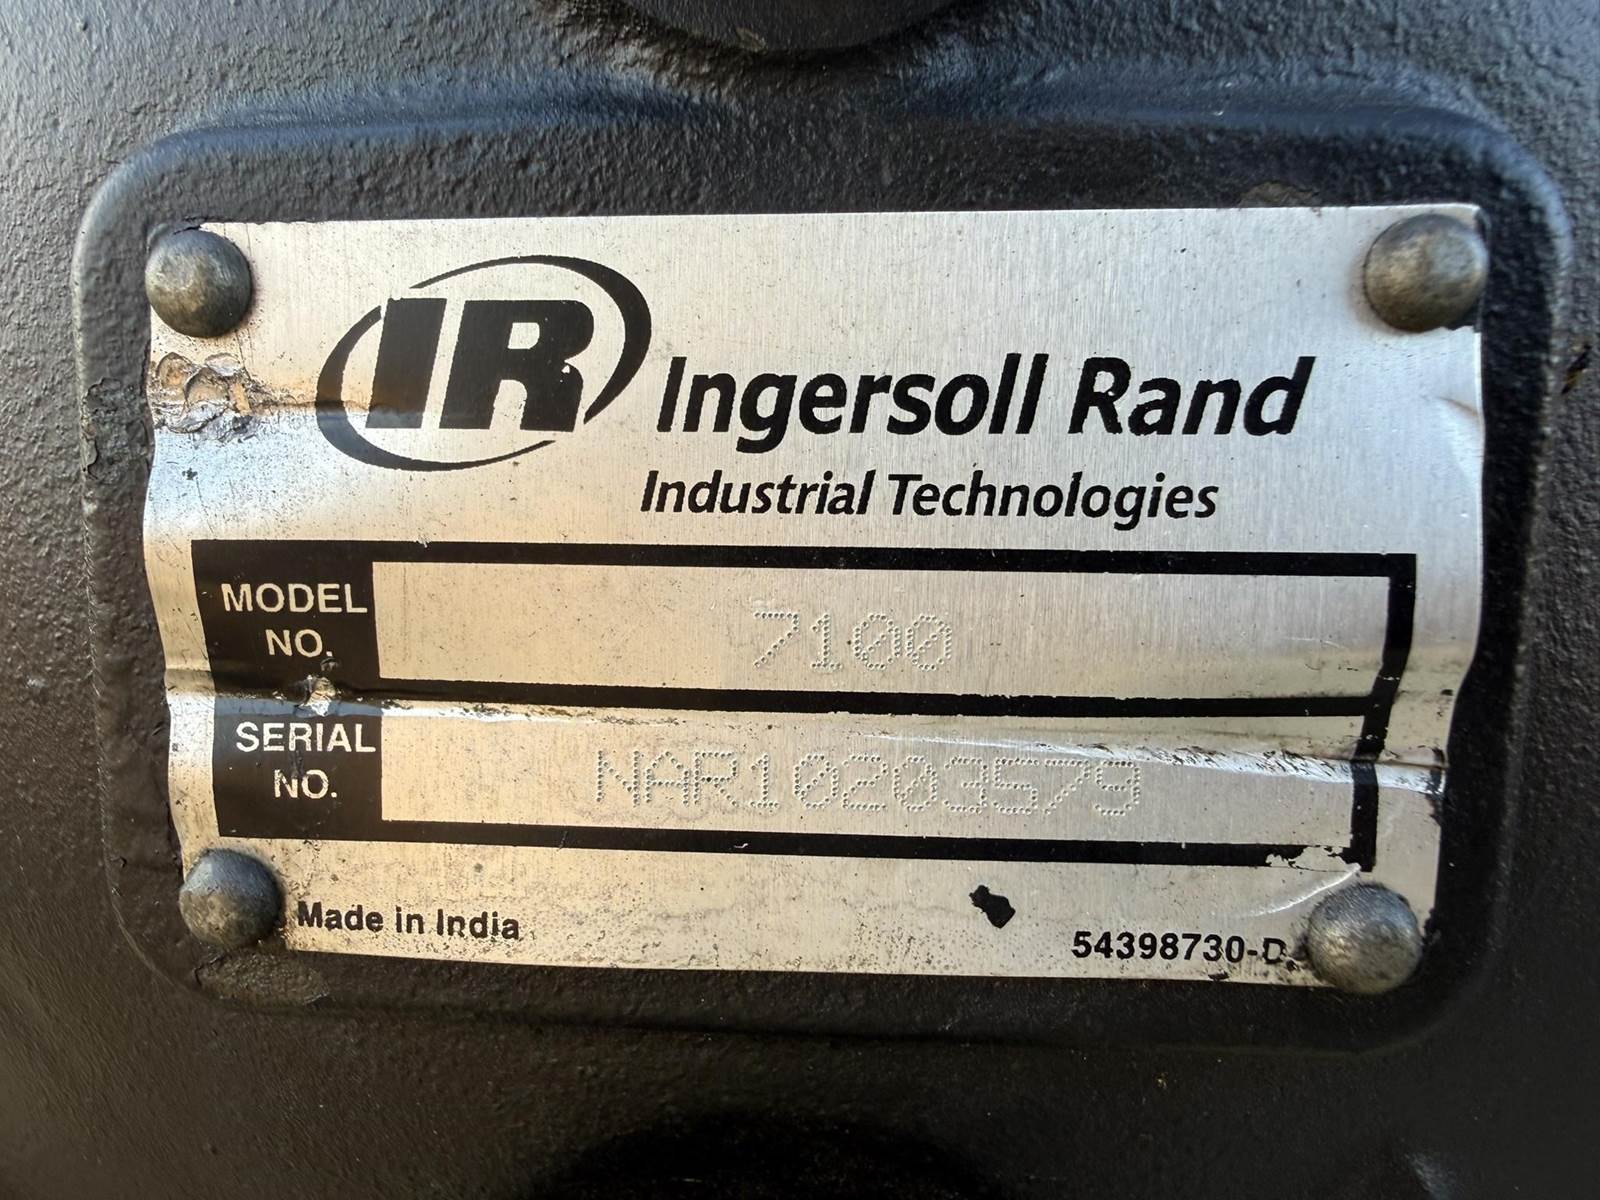 IR Ingersoll Rand
Industrial Technologies
MODEL NO. 7100
SERIAL NO. NAR10203579
Made in India
54398730-D